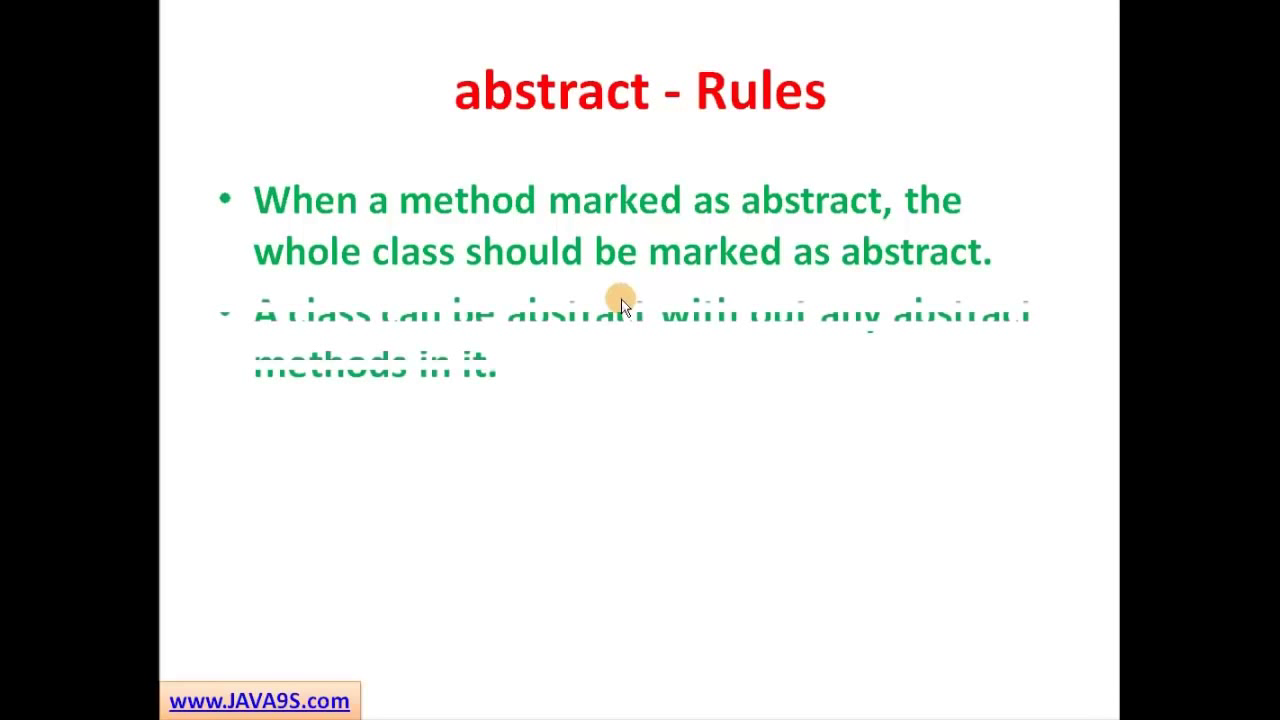 abstract - Rules
• When a method marked as abstract, the
whole class should be marked as abstract.
• A class can be abstract with out any abstract
methods in it.
www.JAVA9S.com